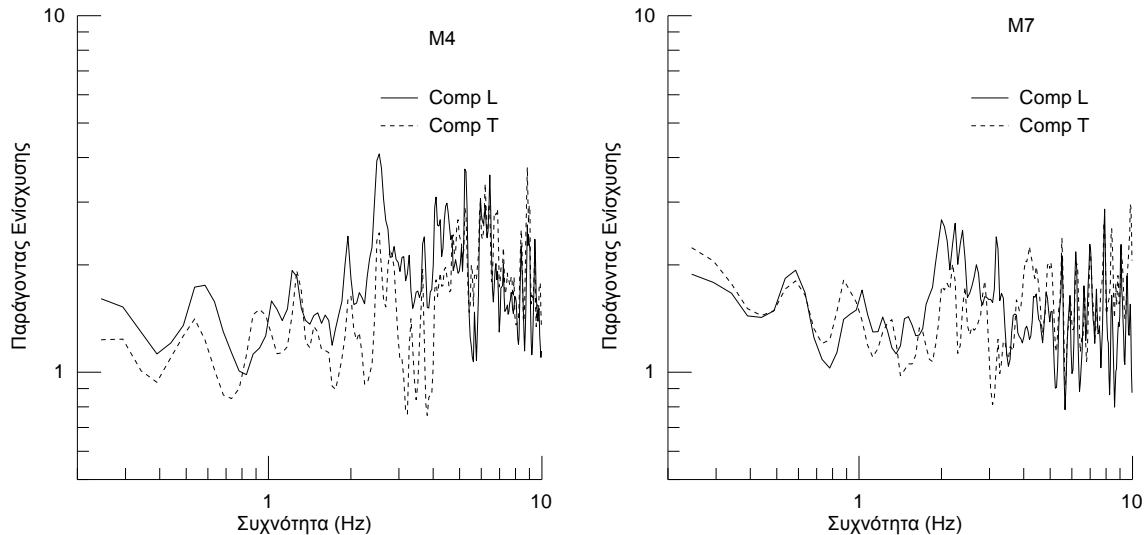 10
M4
Comp L
Comp T
Παράγοντας Ενίσχυσης
1
1
10
Συχνότητα (Hz)
10
M7
Comp L
Comp T
Παράγοντας Ενίσχυσης
1
1
10
Συχνότητα (Hz)